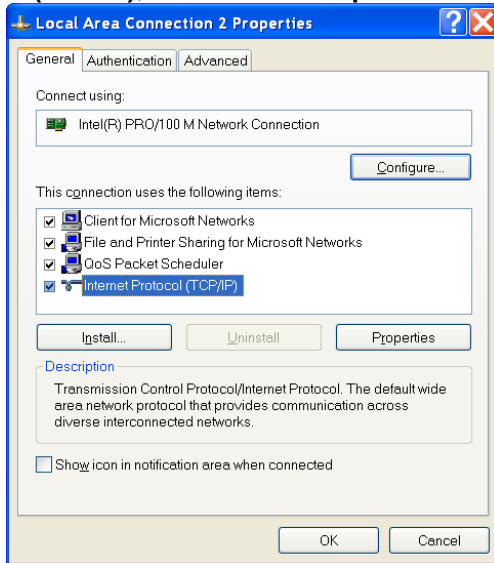 Local Area Connection 2 Properties
General Authentication Advanced
Connect using:
Intel(R) PRO/100 M Network Connection
Configure...
This connection uses the following items:
Client for Microsoft Networks
File and Printer Sharing for Microsoft Networks
QoS Packet Scheduler
Internet Protocol (TCP/IP)
Install... Uninstall Properties
Description
Transmission Control Protocol/Internet Protocol. The default wide
area network protocol that provides communication across
diverse interconnected networks.
Show icon in notification area when connected
OK Cancel